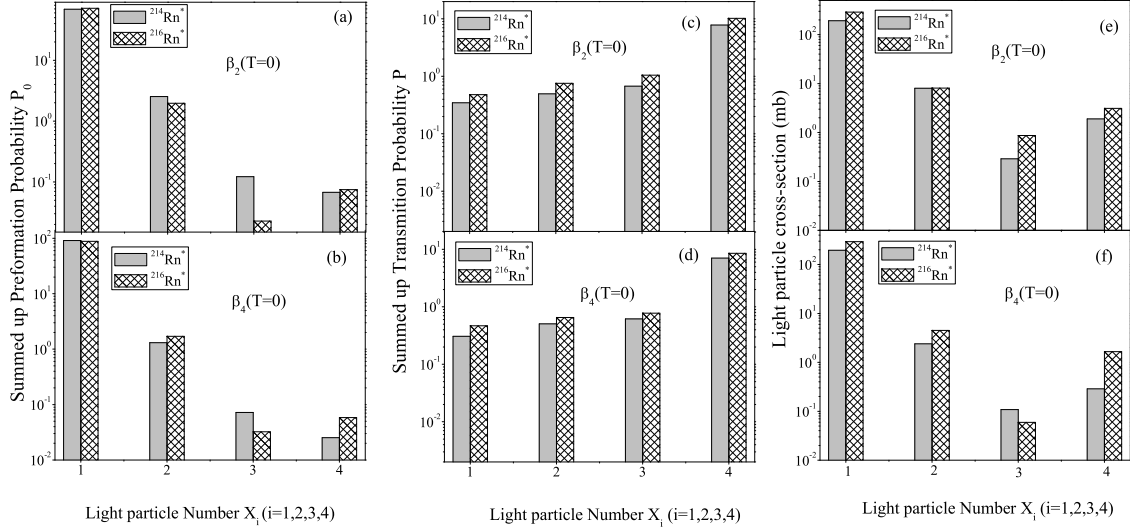 Summed up Preformation Probability P₀
(a)
²¹⁴Rn*
²¹⁶Rn*
β₂(T=0)
10¹
10⁰
10⁻¹
(b)
²¹⁴Rn*
²¹⁶Rn*
β₄(T=0)
10²
10¹
10⁰
10⁻¹
10⁻²
1 2 3 4
Light particle Number Xᵢ (i=1,2,3,4)
Summed up Transmition Probability P
(c)
²¹⁴Rn*
²¹⁶Rn*
β₂(T=0)
10¹
10⁰
10⁻¹
10⁻²
(d)
²¹⁴Rn*
²¹⁶Rn*
β₄(T=0)
10¹
10⁰
10⁻¹
10⁻²
1 2 3 4
Light particle Number Xᵢ (i=1,2,3,4)
Light particle cross-section (mb)
(e)
²¹⁴Rn*
²¹⁶Rn*
β₂(T=0)
10²
10¹
10⁰
10⁻¹
10⁻²
(f)
²¹⁴Rn*
²¹⁶Rn*
β₄(T=0)
10²
10¹
10⁰
10⁻¹
10⁻²
1 2 3 4
Light particle Number Xᵢ (i=1,2,3,4)